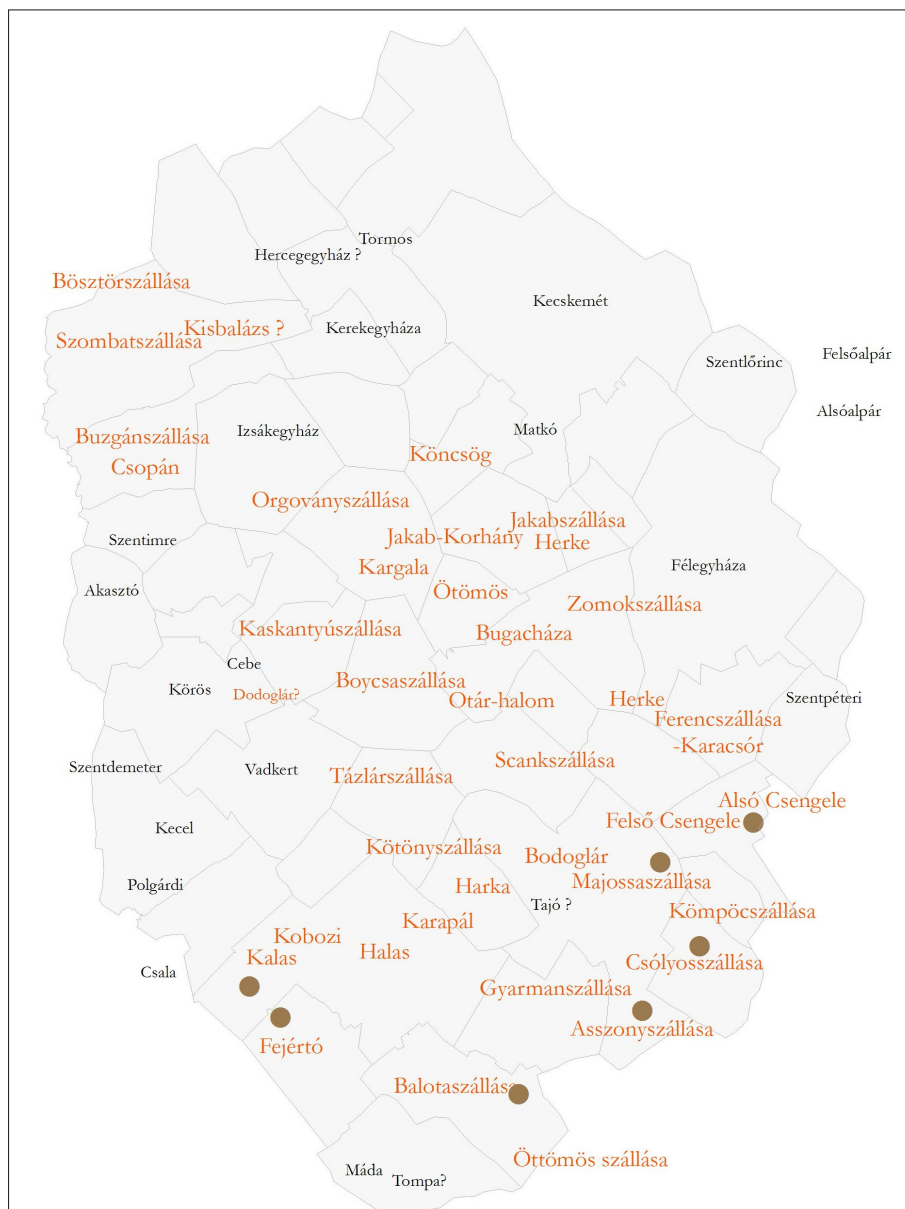 Tormos
Hercegegyház ?
Bösztörszállása
Kecskemét
Kisbalázs ?
Kerekegyháza
Szombatszállása
Felsőalpár
Szentlőrinc
Alsóalpár
Izsákegyház
Matkó
Buzgánszállása
Köncsög
Csopán
Orgoványszállása
Jakabszállása
Jakab-Korhány
Herke
Szentimre
Kargala
Félegyháza
Akasztó
Ötömös
Zomokszállása
Kaskantyúszállása
Bugacháza
Cebe
Boycsaszállása
Körös
Dodoglár?
Otár-halom
Herke
Szentpéteri
Ferencszállása
-Karacsór
Scankszállása
Szentdemeter
Vadkert
Tázlárszállása
Alsó Csengele
Felső Csengele
Kecel
Kötönyszállása
Bodoglár
Polgárdi
Harka
Majossaszállása
Tajó ?
Kömpöcszállása
Karapál
Kobozi
Halas
Kalas
Csólyosszállása
Csala
Gyarmanszállása
Asszonyszállása
Fejértó
Balotaszállása
Öttömös szállása
Máda
Tompa?